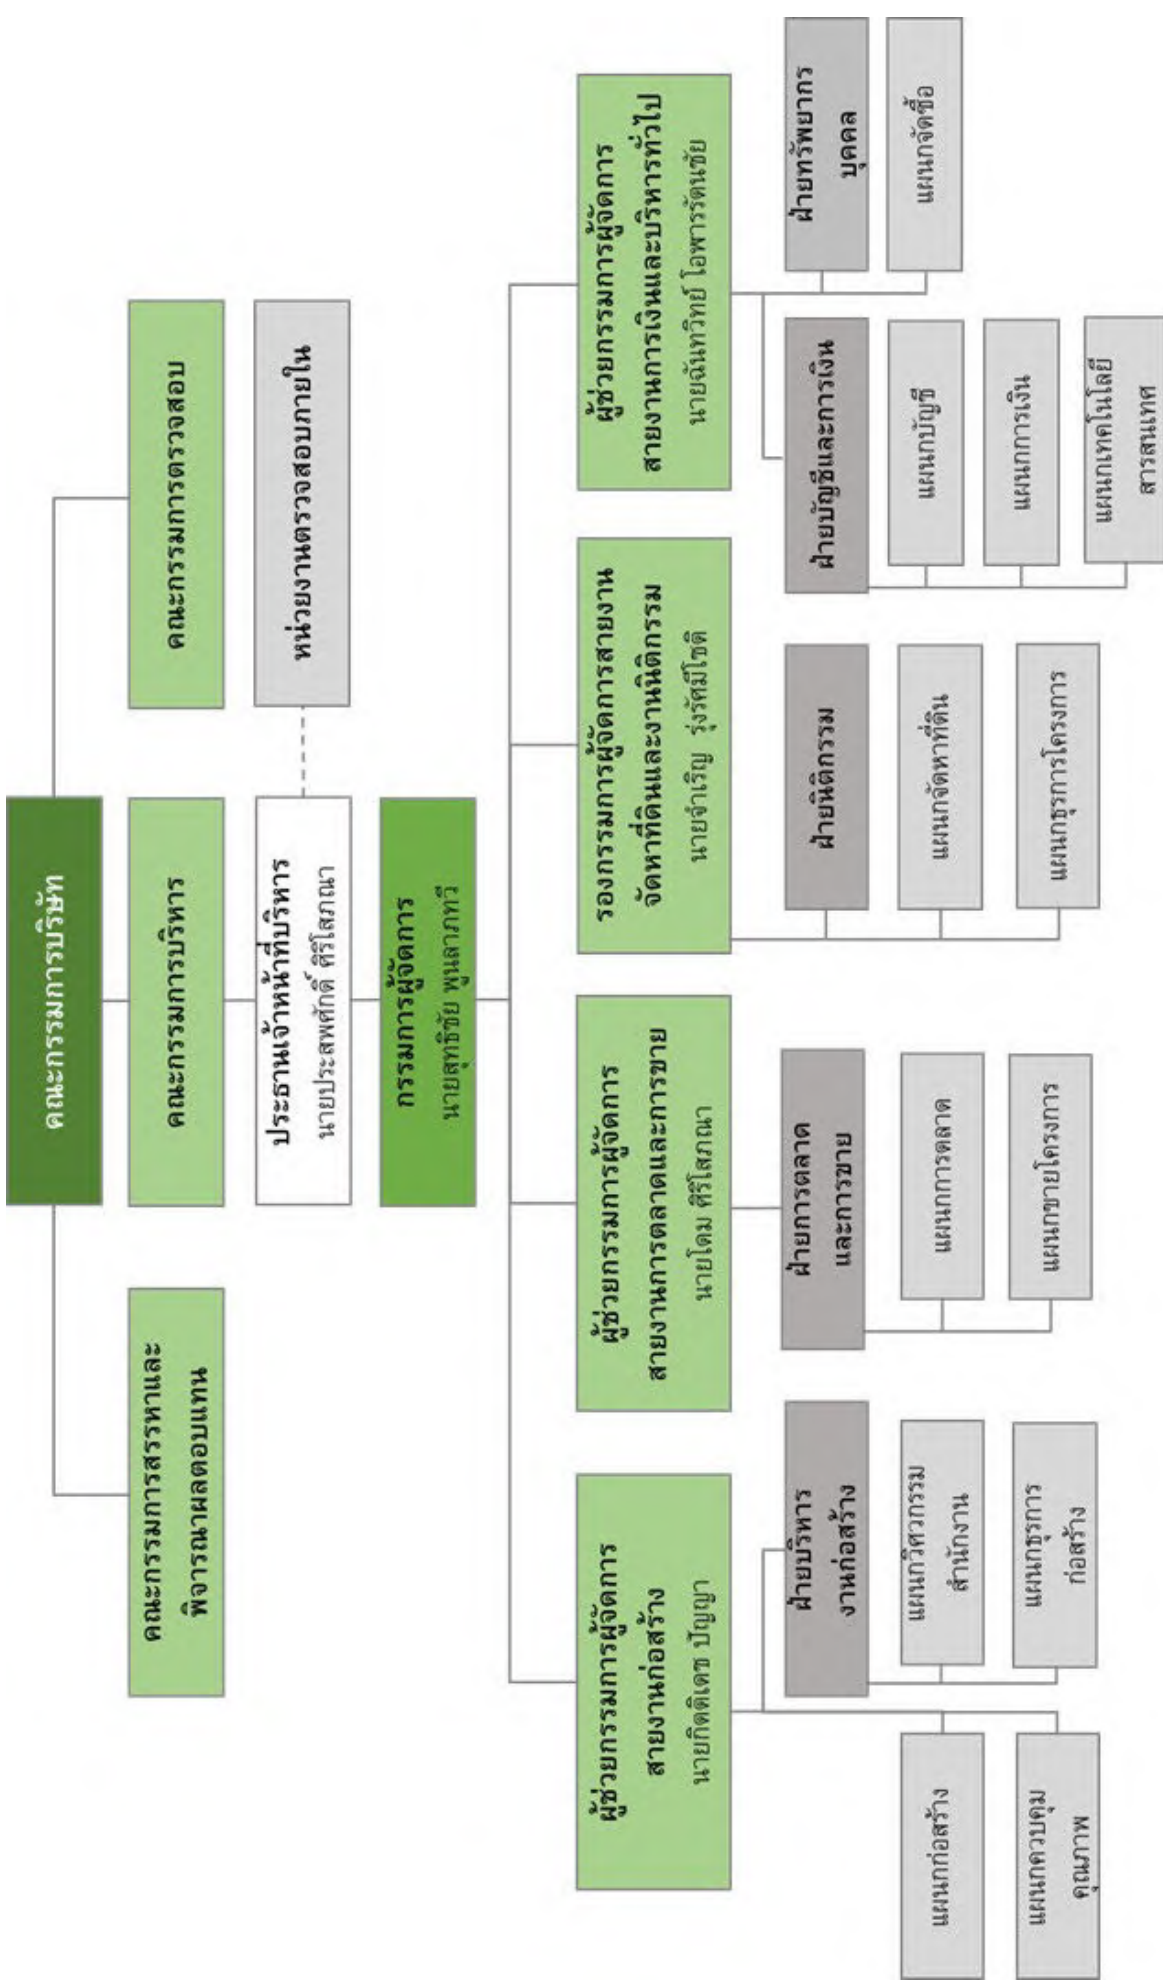 คณะกรรมการบริษัท
คณะกรรมการสรรหาและ
พิจารณาผลตอบแทน
คณะกรรมการบริหาร
คณะกรรมการตรวจสอบ
ประธานเจ้าหน้าที่บริหาร
นายประสพศักดิ์ ศิริโสภณา
หน่วยงานตรวจสอบภายใน
กรรมการผู้จัดการ
นายสุทธิชัย พูนลาภทวี
ผู้ช่วยกรรมการผู้จัดการ
สายงานก่อสร้าง
นายกิตติเดช ปัญญา
ผู้ช่วยกรรมการผู้จัดการ
สายงานการตลาดและการขาย
นายโดม ศิริโสภณา
รองกรรมการผู้จัดการสายงาน
จัดหาที่ดินและงานนิติกรรม
นายจำเริญ รุ่งรัศมีโชติ
ผู้ช่วยกรรมการผู้จัดการ
สายงานการเงินและบริหารทั่วไป
นายฉันทวิทย์ โอฬารรัตนชัย
แผนกก่อสร้าง
แผนกควบคุม
คุณภาพ
ฝ่ายบริหาร
งานก่อสร้าง
แผนกวิศวกรรม
สำนักงาน
แผนกธุรการ
ก่อสร้าง
ฝ่ายการตลาด
และการขาย
แผนกการตลาด
แผนกขายโครงการ
ฝ่ายนิติกรรม
แผนกจัดหาที่ดิน
แผนกธุรการโครงการ
ฝ่ายบัญชีและการเงิน
แผนกบัญชี
แผนกการเงิน
แผนกเทคโนโลยี
สารสนเทศ
ฝ่ายทรัพยากร
บุคคล
แผนกจัดซื้อ